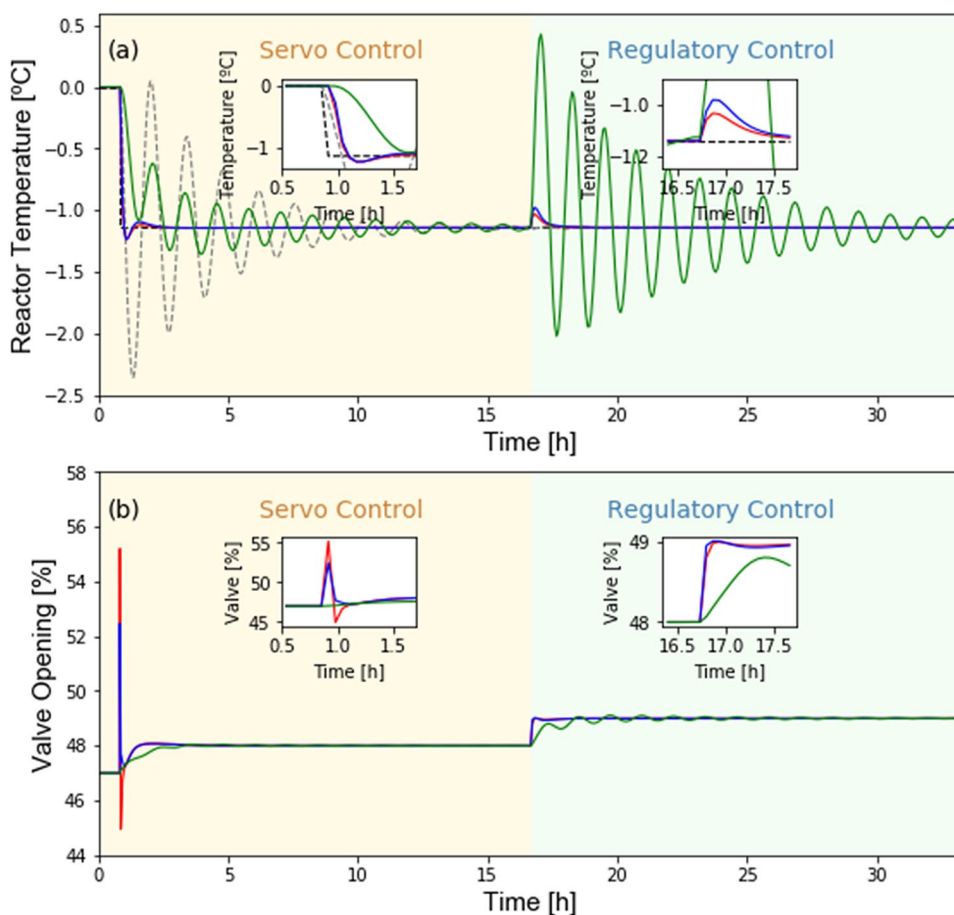 (a)
Servo Control
Regulatory Control
Reactor Temperature [ºC]
0.5
0.0
−0.5
−1.0
−1.5
−2.0
−2.5
0
5
10
15
20
25
30
Time [h]
Temperature [ºC]
0
−1
0.5
1.0
1.5
Time [h]
Temperature [ºC]
−1.0
−1.2
16.5
17.0
17.5
Time [h]
(b)
Servo Control
Regulatory Control
Valve Opening [%]
58
56
54
52
50
48
46
44
0
5
10
15
20
25
30
Time [h]
Valve [%]
55
50
45
0.5
1.0
1.5
Time [h]
Valve [%]
49
48
16.5
17.0
17.5
Time [h]